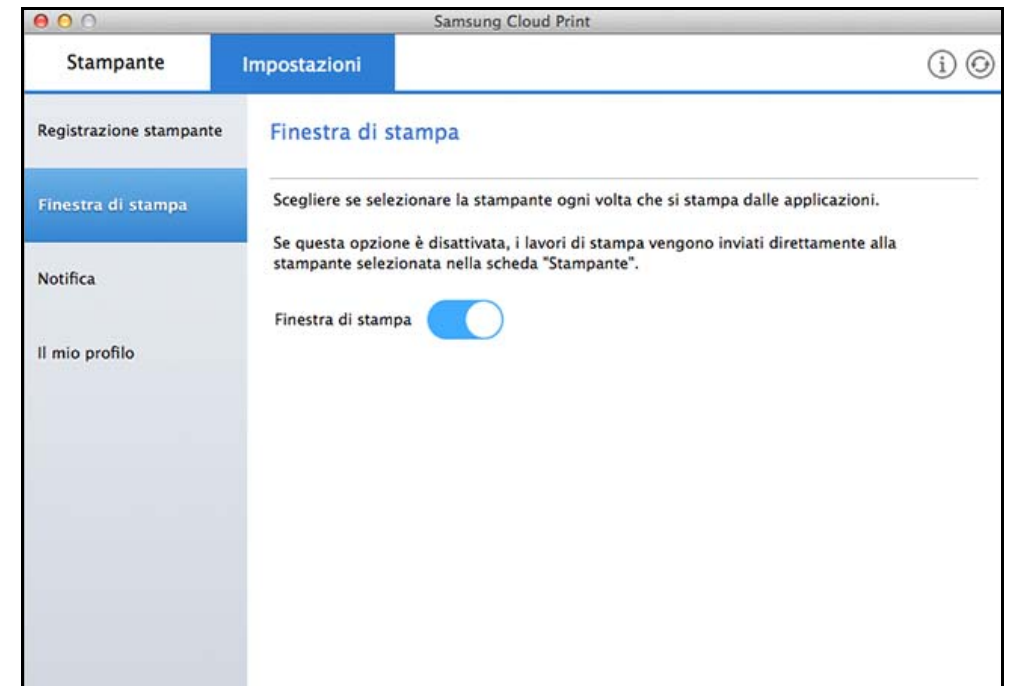 Samsung Cloud Print
Stampante
Impostazioni
Registrazione stampante
Finestra di stampa
Notifica
Il mio profilo
Finestra di stampa
Scegliere se selezionare la stampante ogni volta che si stampa dalle applicazioni.
Se questa opzione è disattivata, i lavori di stampa vengono inviati direttamente alla
stampante selezionata nella scheda "Stampante".
Finestra di stampa